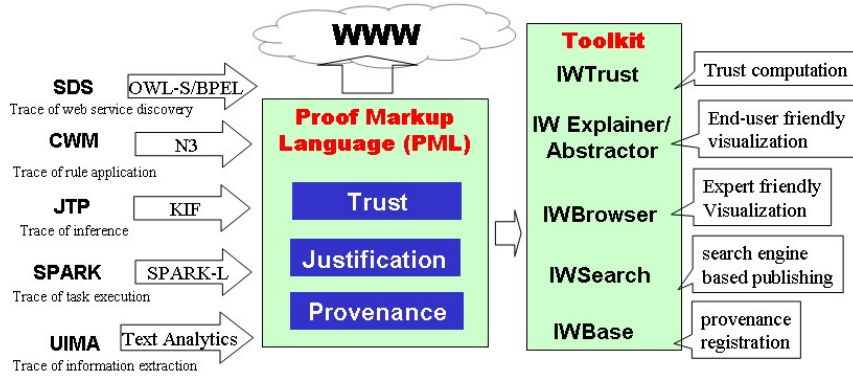 WWW
SDS
OWL-S/BPEL
Trace of web service discovery
CWM
N3
Trace of rule application
JTP
KIF
Trace of inference
SPARK
SPARK-L
Trace of task execution
UIMA
Text Analytics
Trace of information extraction
Proof Markup
Language (PML)
Trust
Justification
Provenance
Toolkit
IWTrust
Trust computation
IW Explainer/
Abstractor
End-user friendly
visualization
IWBrowser
Expert friendly
Visualization
IWSearch
search engine
based publishing
IWBase
provenance
registration